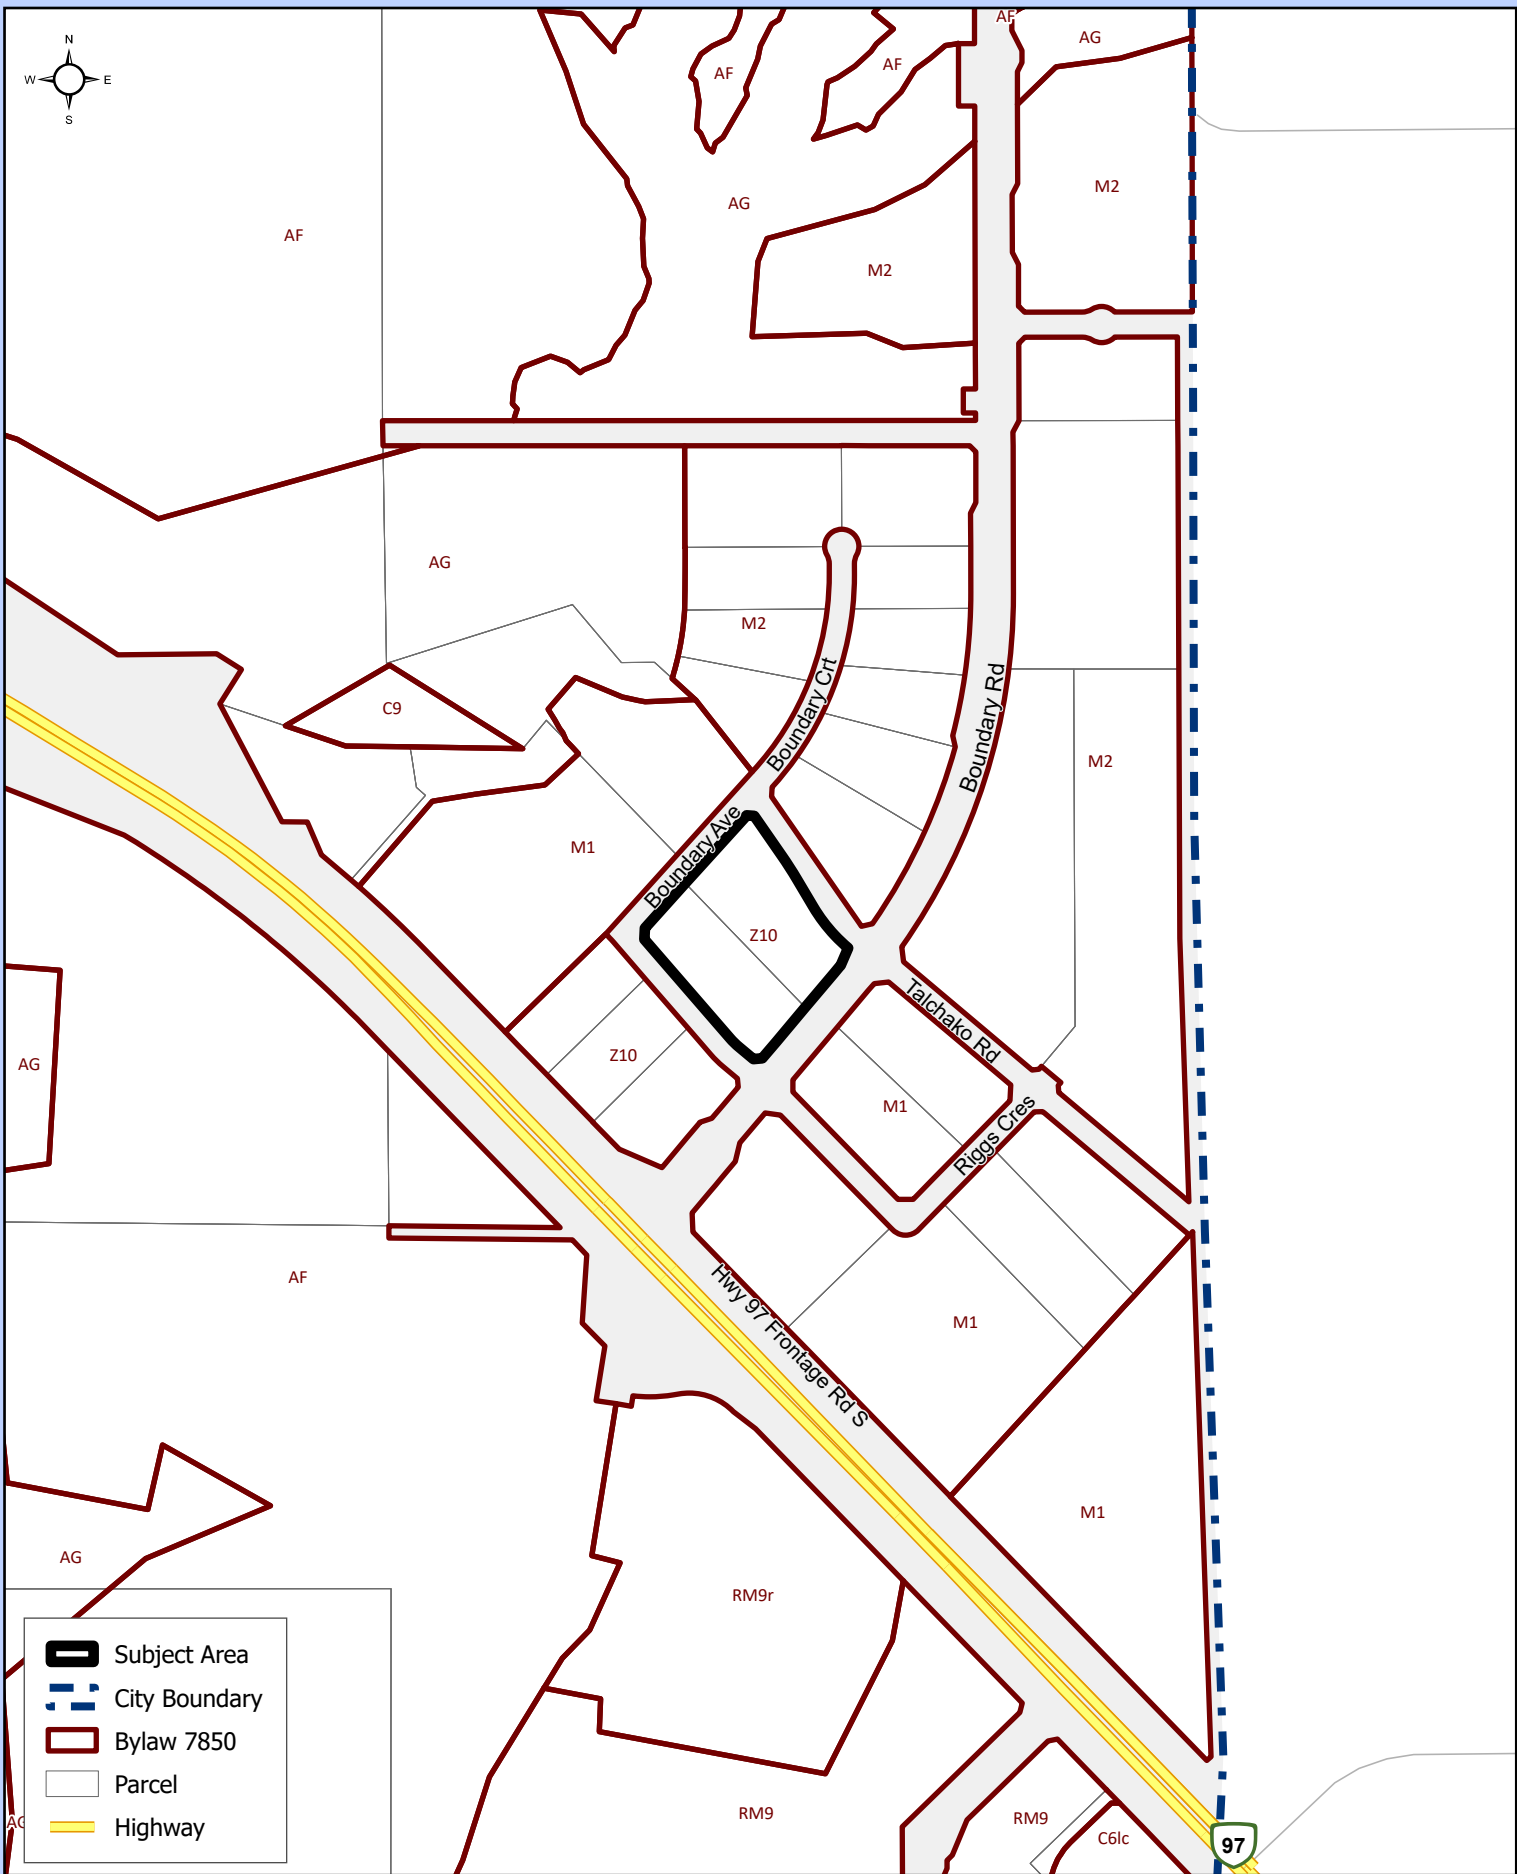 N
W E
S
AF
AG
AF
AF
M2
AG
AF
M2
AG
M2
Boundary Crt
Boundary Rd
C9
M2
Boundary Ave
M1
Z10
Talchako Rd
Z10
AG
M1
Riggs Cres
AF
Hwy 97 Frontage Rd S
M1
M1
AG
RM9r
Subject Area
City Boundary
Bylaw 7850
Parcel
Highway
AG
RM9
RM9
C6lc
97